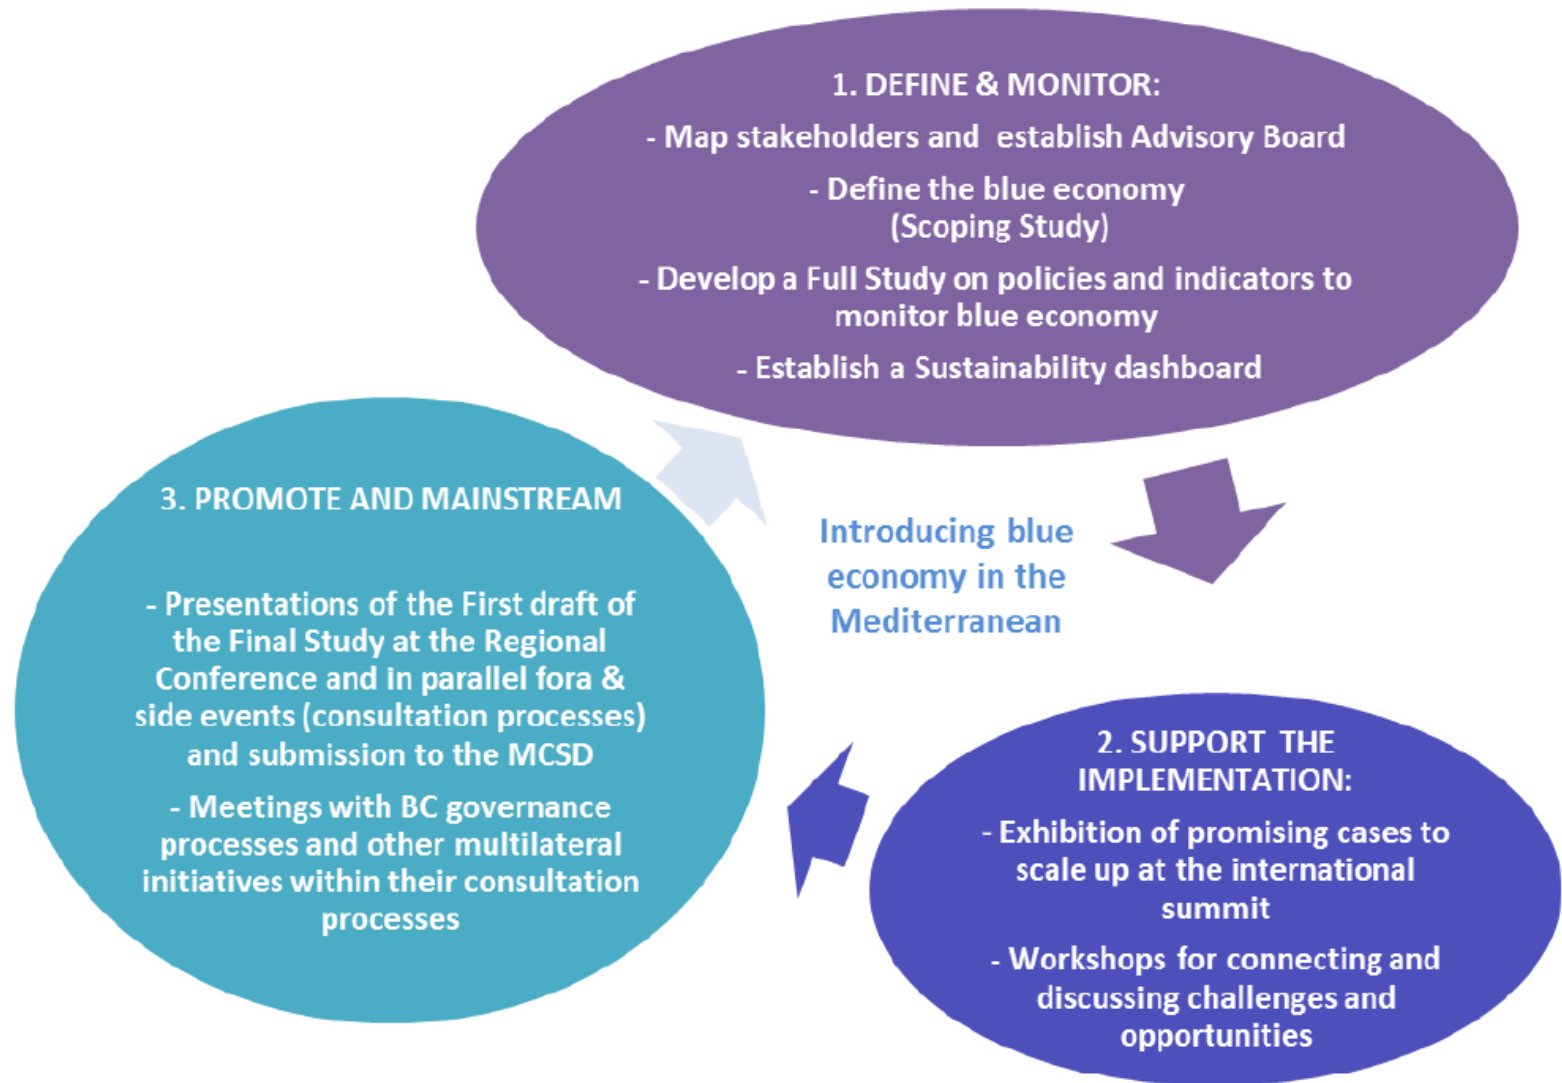 1. DEFINE & MONITOR:
- Map stakeholders and establish Advisory Board
- Define the blue economy
(Scoping Study)
- Develop a Full Study on policies and indicators to
monitor blue economy
- Establish a Sustainability dashboard
Introducing blue
economy in the
Mediterranean
2. SUPPORT THE
IMPLEMENTATION:
- Exhibition of promising cases to
scale up at the international
summit
- Workshops for connecting and
discussing challenges and
opportunities
3. PROMOTE AND MAINSTREAM
- Presentations of the First draft of
the Final Study at the Regional
Conference and in parallel fora &
side events (consultation processes)
and submission to the MCSD
- Meetings with BC governance
processes and other multilateral
initiatives within their consultation
processes